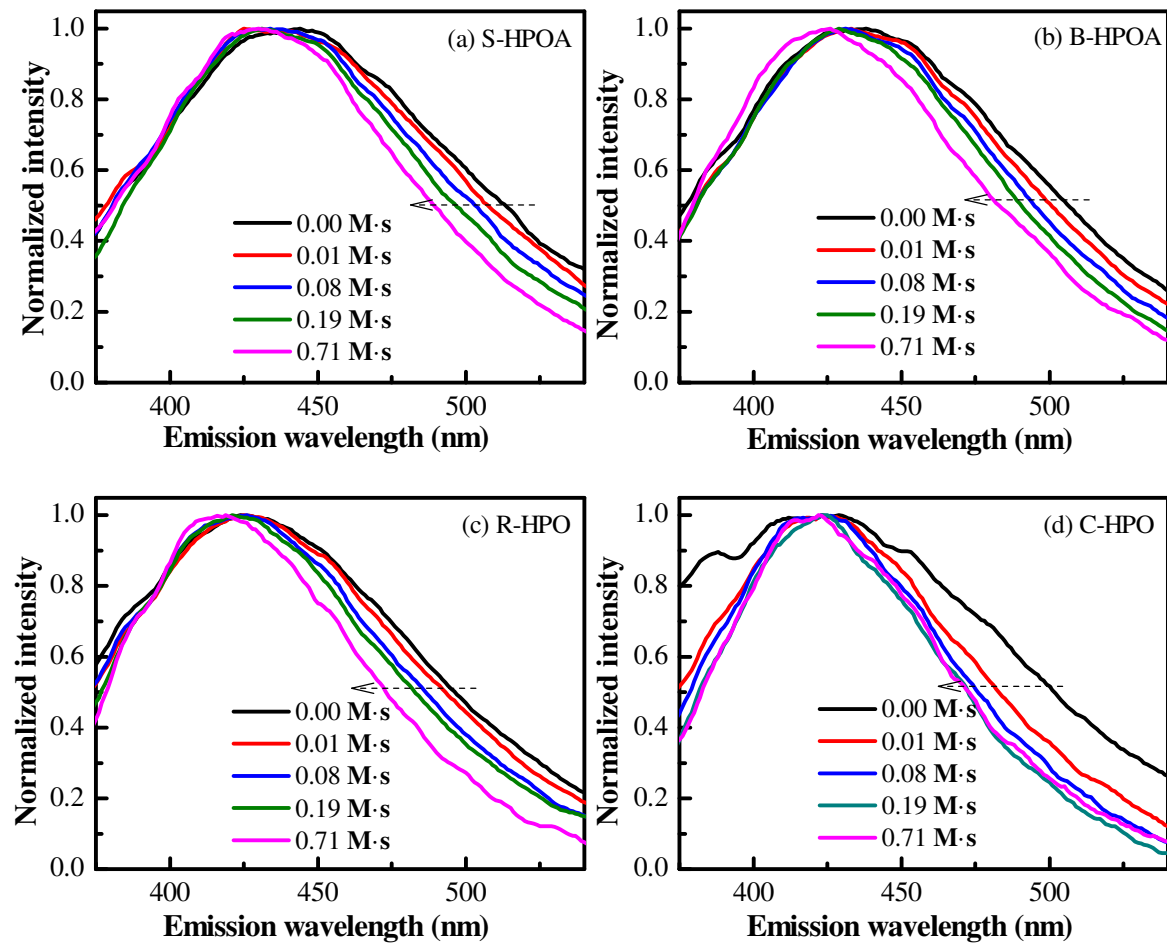 (a) S-HPOA
Normalized intensity
1.0
0.8
0.6
0.4
0.2
0.0
0.00 M·s
0.01 M·s
0.08 M·s
0.19 M·s
0.71 M·s
400 450 500
Emission wavelength (nm)
(b) B-HPOA
Normalized intensity
1.0
0.8
0.6
0.4
0.2
0.0
0.00 M·s
0.01 M·s
0.08 M·s
0.19 M·s
0.71 M·s
400 450 500
Emission wavelength (nm)
(c) R-HPO
Normalized intensity
1.0
0.8
0.6
0.4
0.2
0.0
0.00 M·s
0.01 M·s
0.08 M·s
0.19 M·s
0.71 M·s
400 450 500
Emission wavelength (nm)
(d) C-HPO
Normalized intensity
1.0
0.8
0.6
0.4
0.2
0.0
0.00 M·s
0.01 M·s
0.08 M·s
0.19 M·s
0.71 M·s
400 450 500
Emission wavelength (nm)